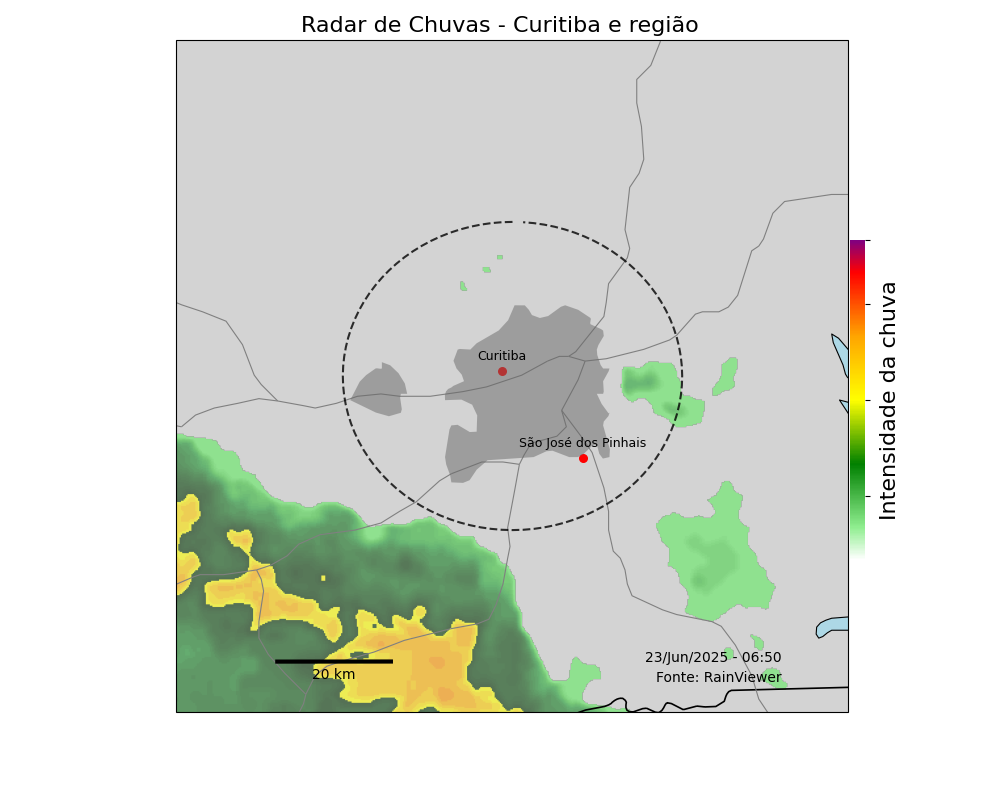 Radar de Chuvas - Curitiba e região
Curitiba
São José dos Pinhais
Intensidade da chuva
23/Jun/2025 - 06:50
20 km
Fonte: RainViewer